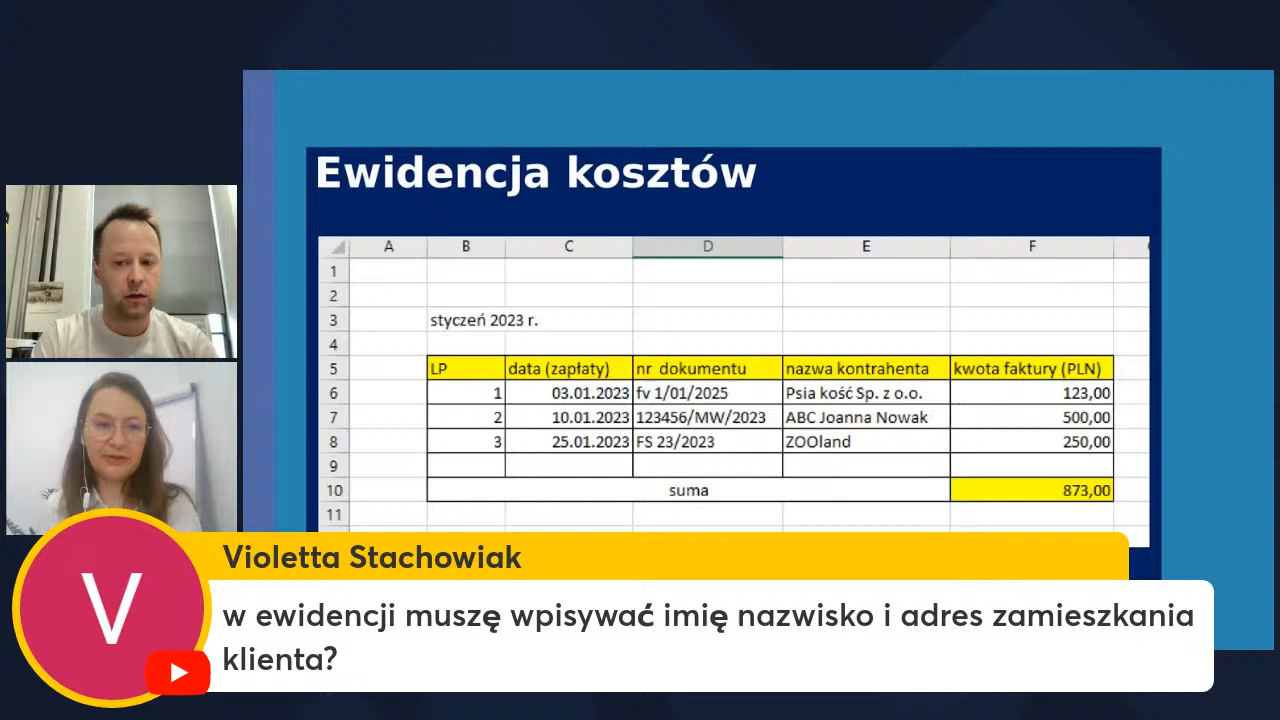 Ewidencja kosztów
A B C D E F
1
2
3 styczeń 2023 r.
4
5 LP data (zapłaty) nr dokumentu nazwa kontrahenta kwota faktury (PLN)
6 1 03.01.2023 fv 1/01/2025 Psia kość Sp. z o.o. 123,00
7 2 10.01.2023 123456/MW/2023 ABC Joanna Nowak 500,00
8 3 25.01.2023 FS 23/2023 ZOOland 250,00
9
10 suma 873,00
11
V
Violetta Stachowiak
w ewidencji muszę wpisywać imię nazwisko i adres zamieszkania
klienta?